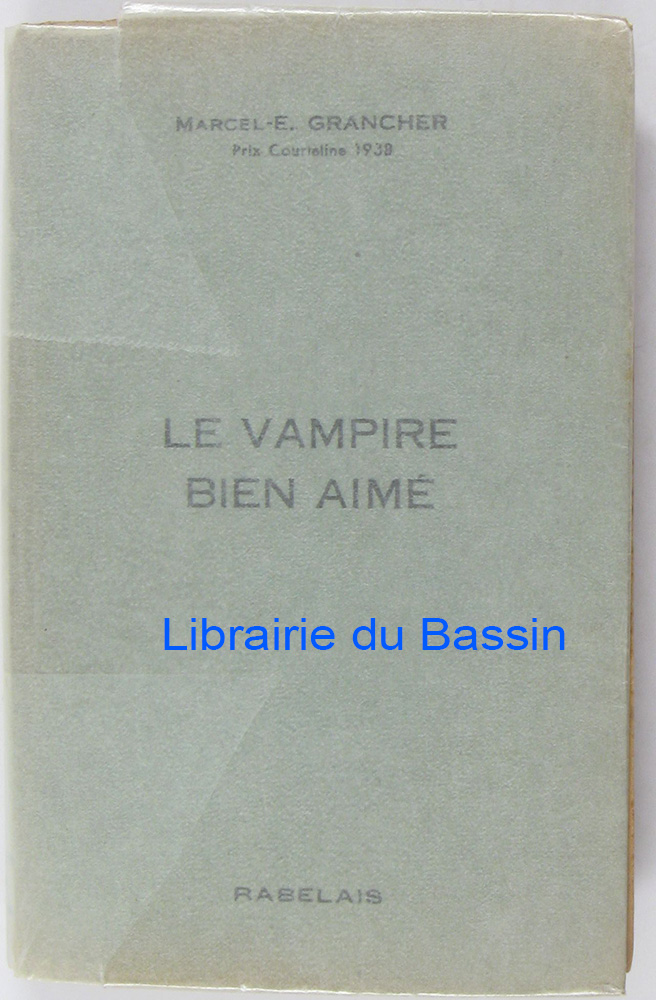 MARCEL-E. GRANCHER
Prix Courteline 1938
LE VAMPIRE
BIEN AIMÉ
Librairie du Bassin
RABELAIS